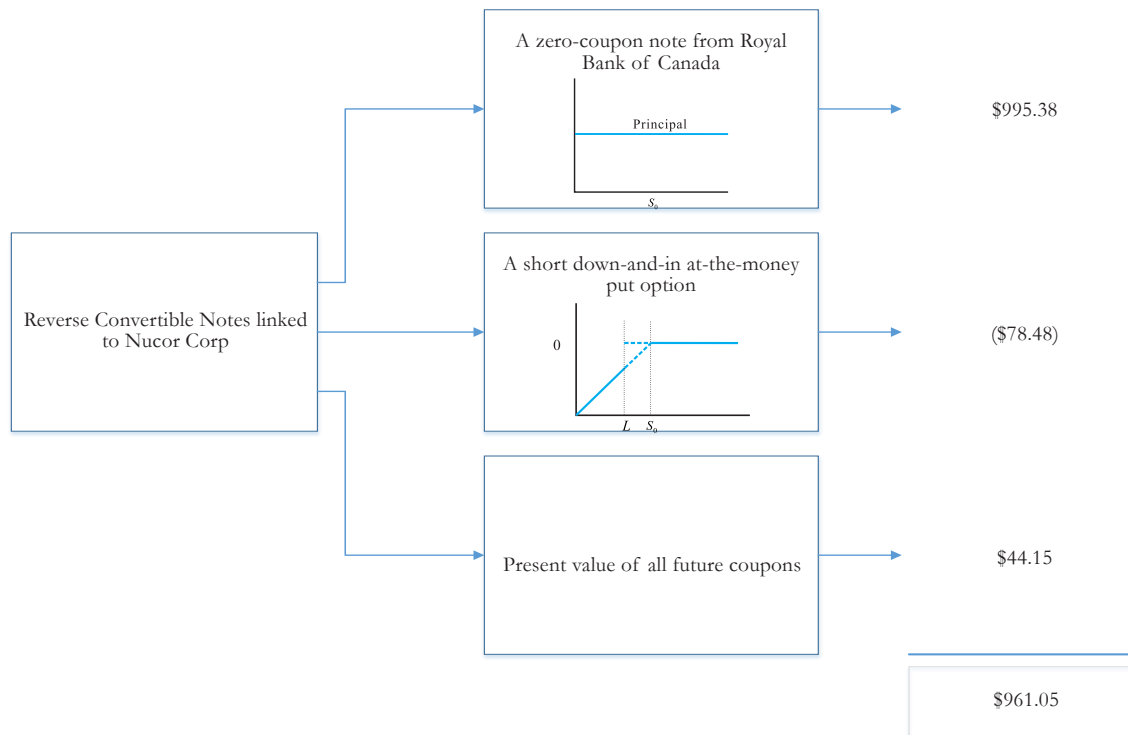 A zero-coupon note from Royal
Bank of Canada
Principal
S₀
$995.38
Reverse Convertible Notes linked
to Nucor Corp
A short down-and-in at-the-money
put option
0
L S₀
($78.48)
Present value of all future coupons
$44.15
$961.05